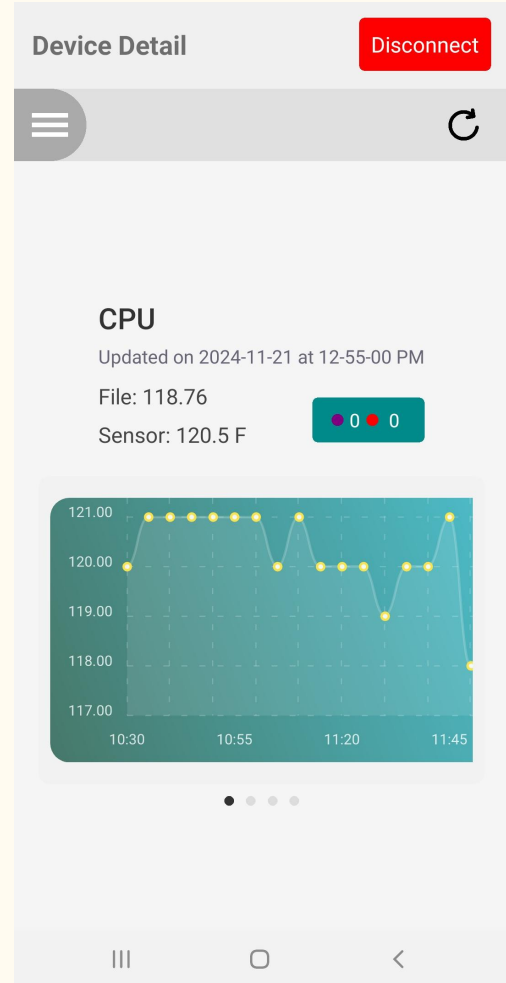 Device Detail
Disconnect
CPU
Updated on 2024-11-21 at 12-55-00 PM
File: 118.76
Sensor: 120.5 F
0 0
121.00
120.00
119.00
118.00
117.00
10:30 10:55 11:20 11:45